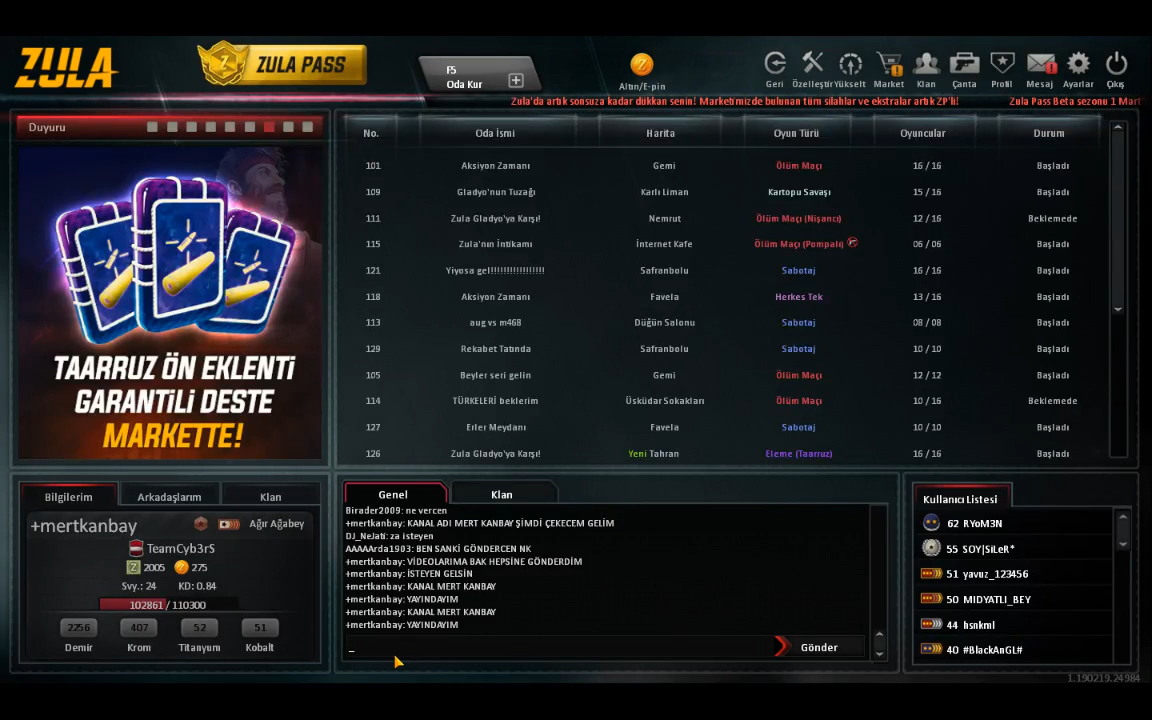 ZULA
ZULA PASS
F5
Oda Kur
Altın/E-pin
Geri
Özelleştir
Yükselt
Market
Klan
Çanta
Profil
Mesaj
Ayarlar
Çıkış
Zula'da artık sonsuza kadar dükkan senin! Marketimizde bulunan tüm silahlar ve ekstralar artık ZP'li! Zula Pass Beta sezonu 1 Mart
Duyuru
TAARRUZ ÖN EKLENTİ
GARANTİLİ DESTE
MARKETTE!
No. Oda İsmi Harita Oyun Türü Oyuncular Durum
101 Aksiyon Zamanı Gemi Ölüm Maçı 16 / 16 Başladı
109 Gladyo'nun Tuzağı Karlı Liman Kartopu Savaşı 15 / 16 Başladı
111 Zula Gladyo'ya Karşı! Nemrut Ölüm Maçı (Nişancı) 12 / 16 Beklemede
115 Zula'nın İntikamı İnternet Kafe Ölüm Maçı (Pompalı) 06 / 06 Başladı
121 Yiyosa gel!!!!!!!!!!!!!!!!!! Safranbolu Sabotaj 16 / 16 Başladı
118 Aksiyon Zamanı Favela Herkes Tek 13 / 16 Başladı
113 aug vs m468 Düğün Salonu Sabotaj 08 / 08 Başladı
129 Rekabet Tatında Safranbolu Sabotaj 10 / 10 Başladı
105 Beyler seri gelin Gemi Ölüm Maçı 12 / 12 Başladı
114 TÜRKELERİ beklerim Üsküdar Sokakları Ölüm Maçı 10 / 16 Beklemede
127 Erler Meydanı Favela Sabotaj 10 / 10 Başladı
126 Zula Gladyo'ya Karşı! Yeni Tahran Eleme (Taarruz) 16 / 16 Başladı
Bilgilerim Arkadaşlarım Klan
+mertkanbay Ağır Ağabey
TeamCyb3rS
Z 2005 275
Svy.: 24 KD: 0.84
102861 / 110300
2256 407 52 51
Demir Krom Titanyum Kobalt
Genel Klan
Birader2009: ne vercen
+mertkanbay: KANAL ADI MERT KANBAY ŞİMDİ ÇEKECEM GELİM
DJ_NeJati: za isteyen
AAAAArda1903: BEN SANKİ GÖNDERCEN NK
+mertkanbay: VİDEOLARIMA BAK HEPSİNE GÖNDERDİM
+mertkanbay: İSTEYEN GELSİN
+mertkanbay: KANAL MERT KANBAY
+mertkanbay: YAYINDAYIM
+mertkanbay: KANAL MERT KANBAY
+mertkanbay: YAYINDAYIM
_
Gönder
Kullanıcı Listesi
62 RYoM3N
55 SOY|SiLeR*
51 yavuz_123456
50 MIDYATLI_BEY
44 hsnkml
40 #BlackAnGL#
1.190219.24984